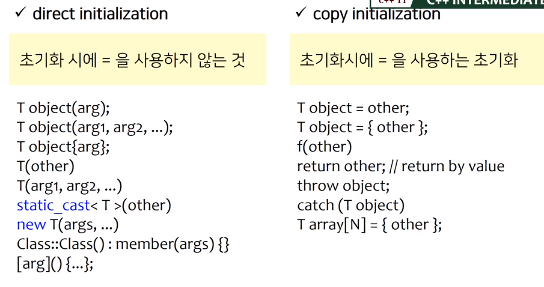 C++ 11
C++ INTERMEDIATE
✓ direct initialization
초기화 시에 = 을 사용하지 않는 것
T object(arg);
T object(arg1, arg2, ...);
T object{arg};
T(other)
T(arg1, arg2, ...)
static_cast< T >(other)
new T(args, ...)
Class::Class() : member(args) {}
[arg]() {...};
✓ copy initialization
초기화시에 = 을 사용하는 초기화
T object = other;
T object = { other };
f(other)
return other; // return by value
throw object;
catch (T object)
T array[N] = { other };